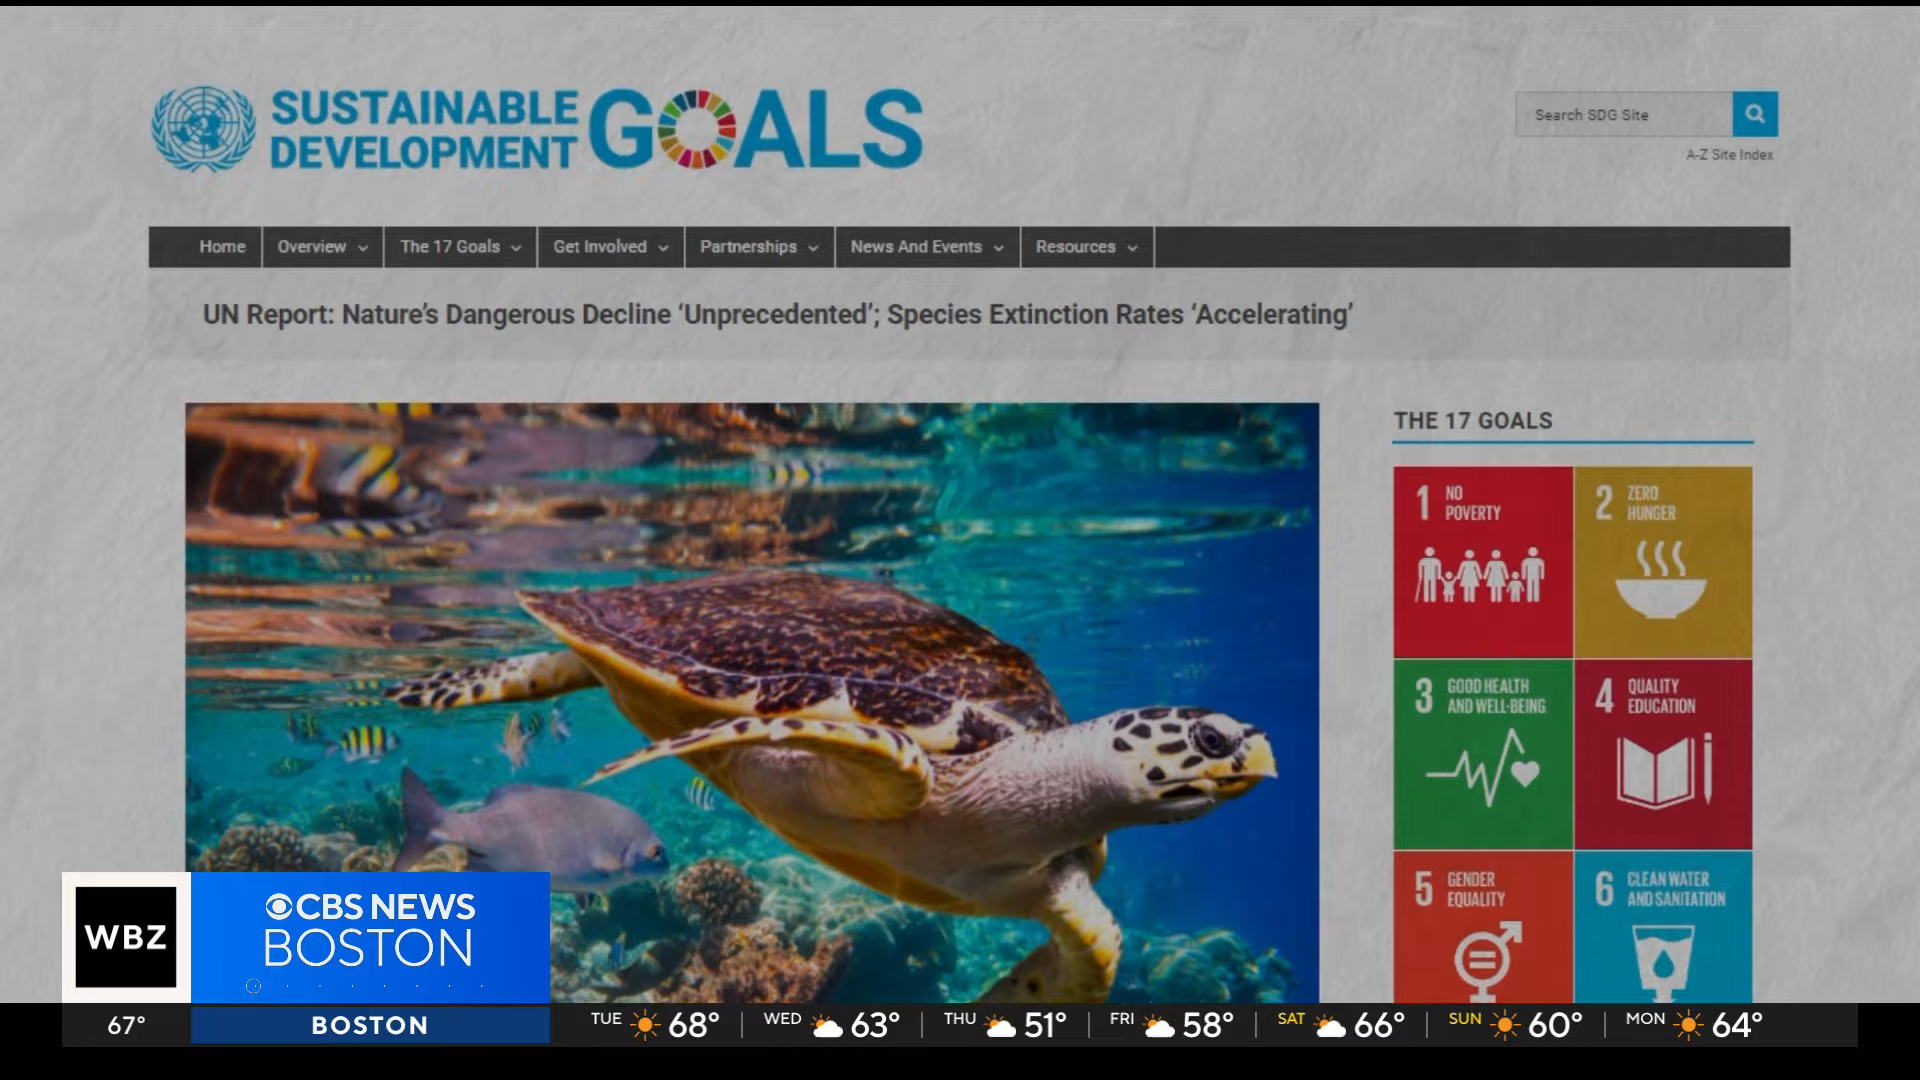 SUSTAINABLE
DEVELOPMENT
GOALS
Search SDG Site
A-Z Site Index
Home
Overview
The 17 Goals
Get Involved
Partnerships
News And Events
Resources
UN Report: Nature’s Dangerous Decline ‘Unprecedented’; Species Extinction Rates ‘Accelerating’
THE 17 GOALS
1 NO
POVERTY
2 ZERO
HUNGER
3 GOOD HEALTH
AND WELL-BEING
4 QUALITY
EDUCATION
5 GENDER
EQUALITY
6 CLEAN WATER
AND SANITATION
WBZ
CBS NEWS
BOSTON
67°
BOSTON
TUE 68°
WED 63°
THU 51°
FRI 58°
SAT 66°
SUN 60°
MON 64°